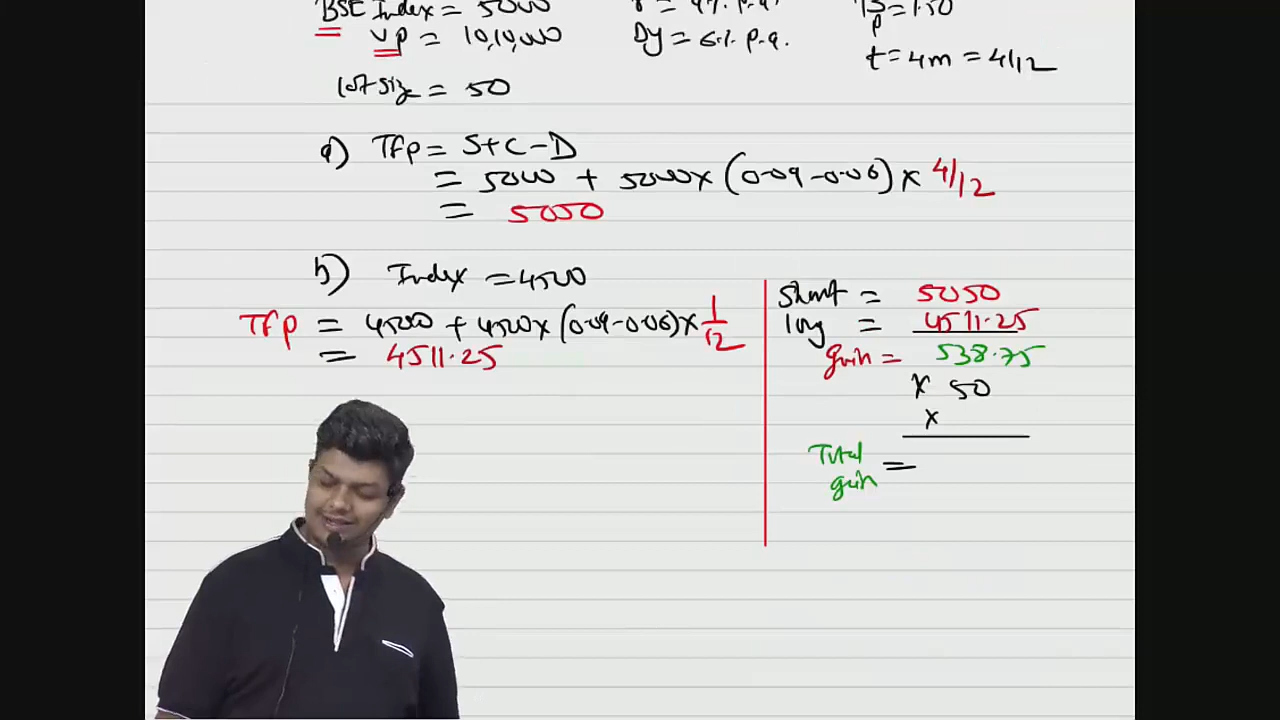 BSE Index = 5000
Vp = 10,10,000
Dy = 6% p.a.
t = 4m = 4/12
lot size = 50
a) Tfp = S+C-D
= 5000 + 5000x (0.09-0.06) x 4/12
= 5050
b) Index = 4500
Tfp = 4500 + 4500x (0.09-0.06)x 1/12
= 4511.25
Short = 5050
long = 4511.25
gain = 538.75
x 50
x
Total gain =